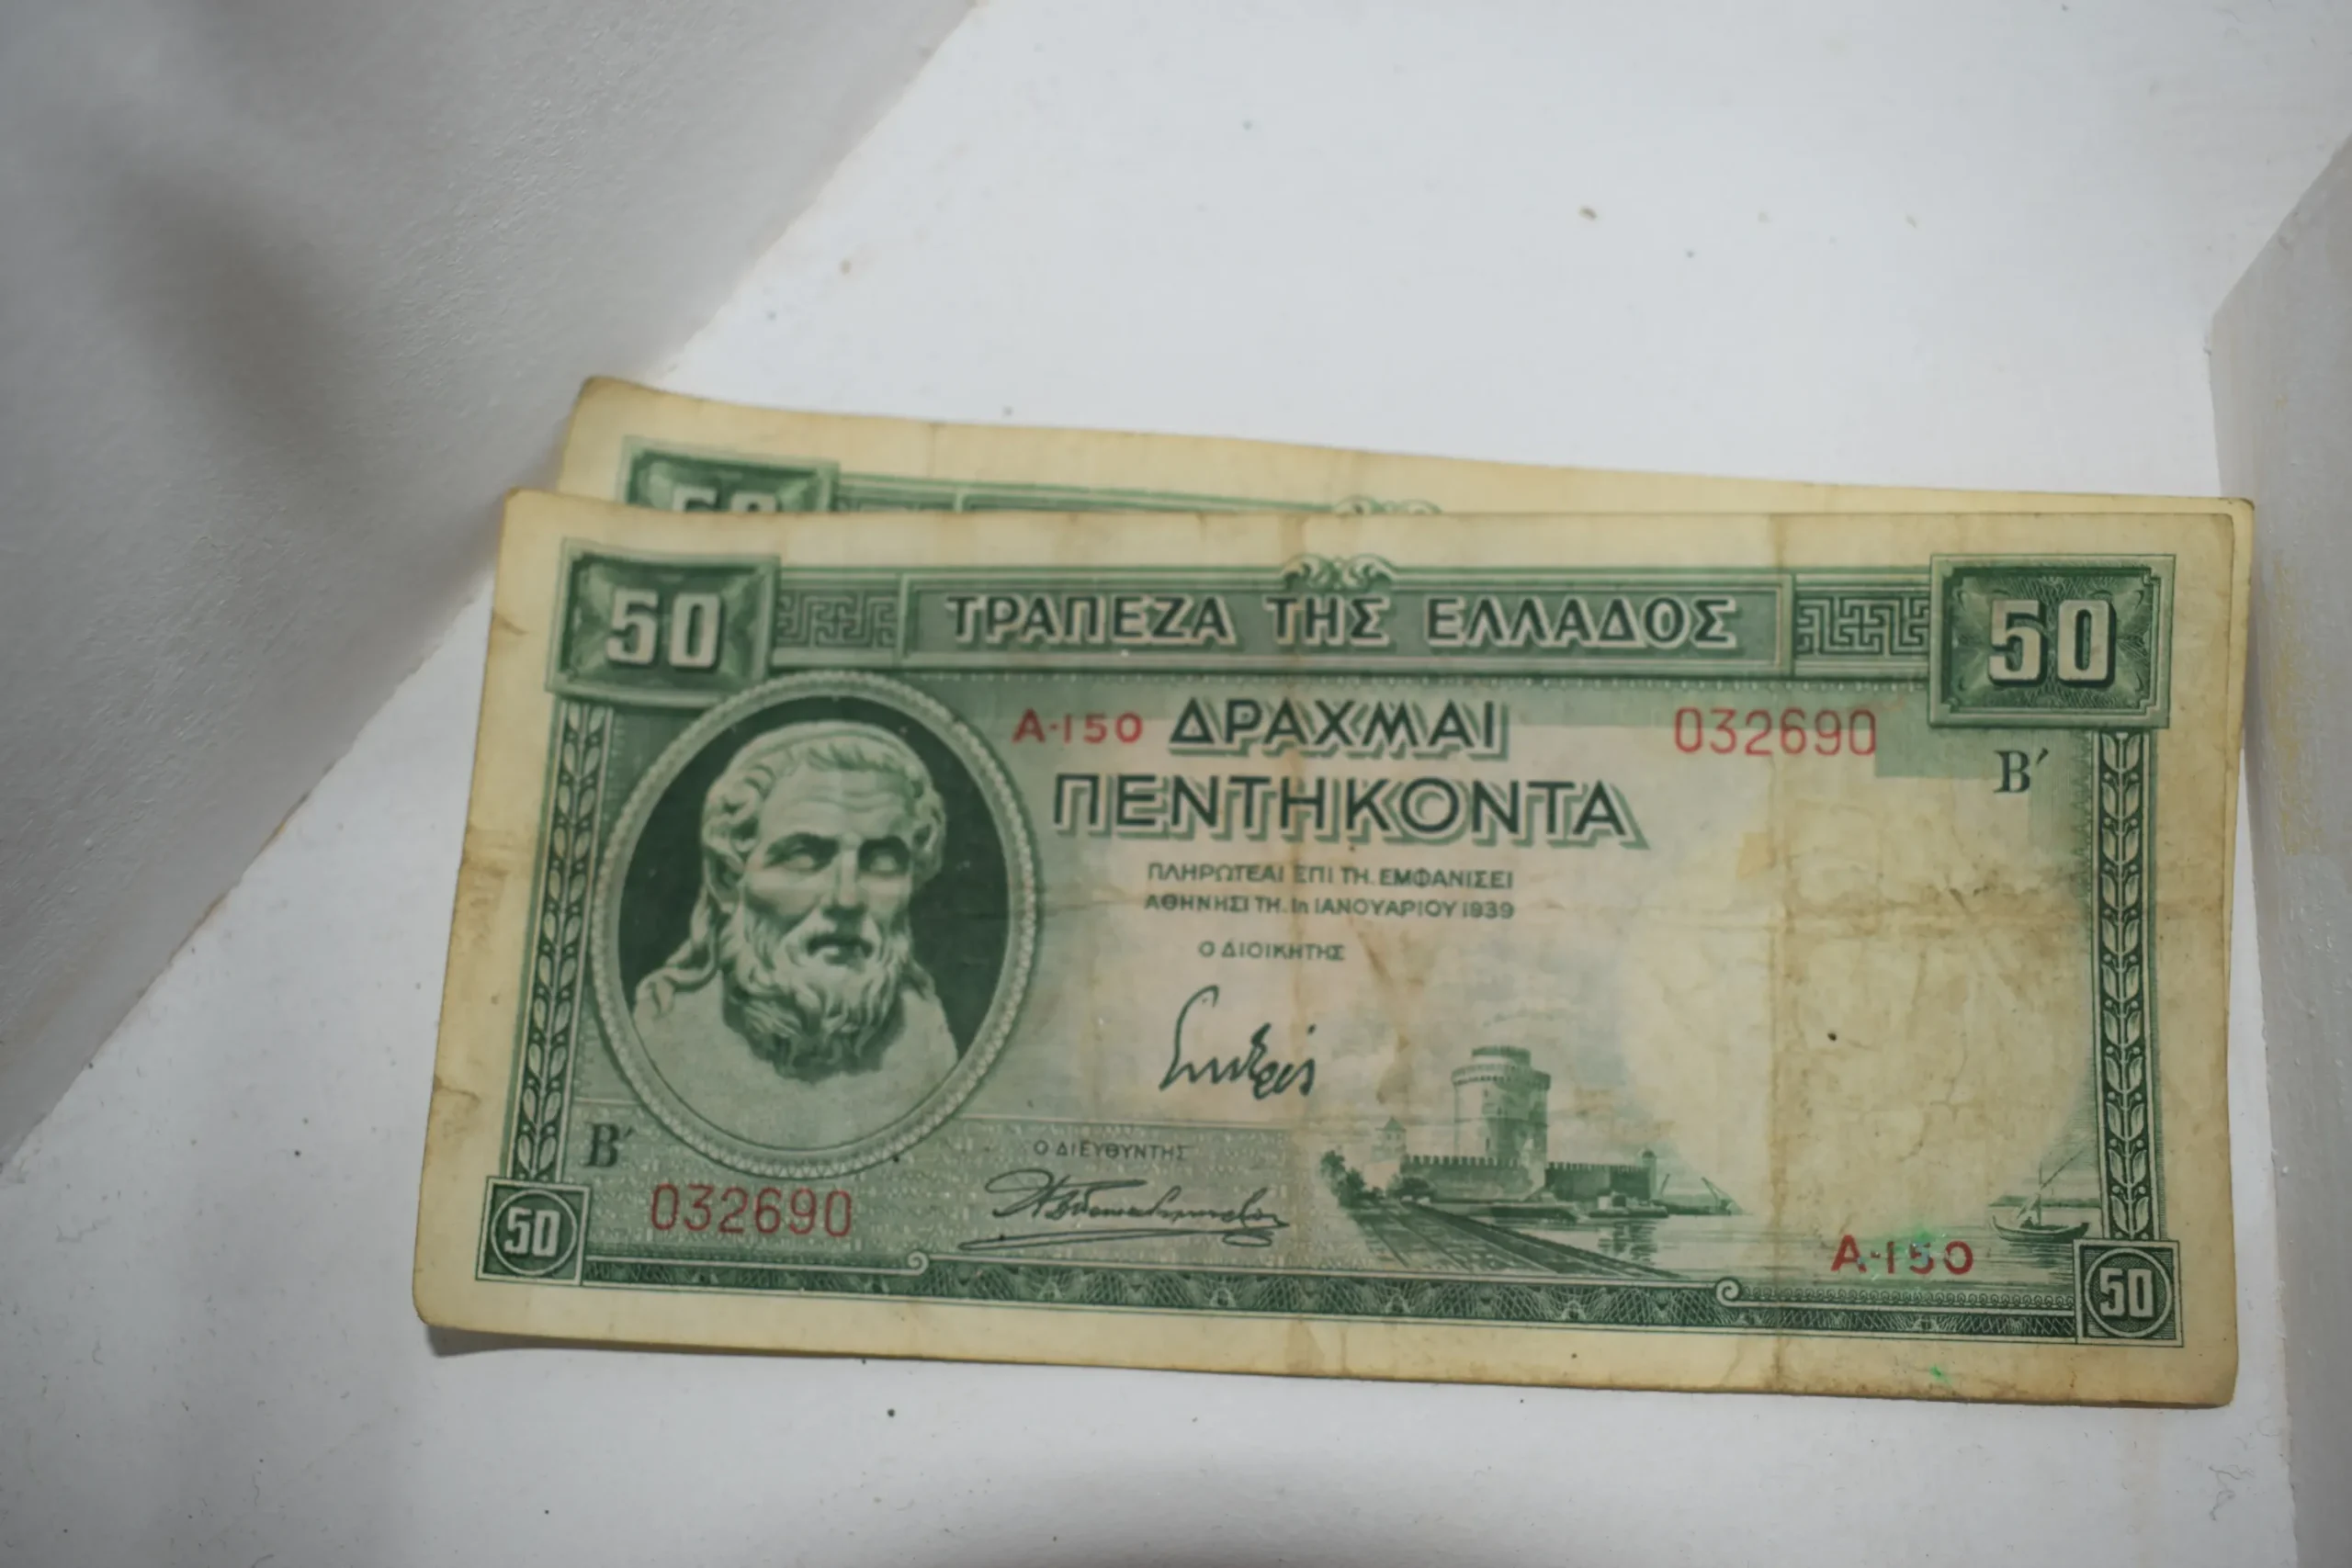 50
50 ΤΡΑΠΕΖΑ ΤΗΣ ΕΛΛΑΔΟΣ 50
Α-150 ΔΡΑΧΜΑΙ 032690
ΠΕΝΤΗΚΟΝΤΑ Β′
ΠΛΗΡΩΤΕΑΙ ΕΠΙ ΤΗ. ΕΜΦΑΝΙΣΕΙ
ΑΘΗΝΗΣΙ ΤΗ. 1η ΙΑΝΟΥΑΡΙΟΥ 1939
Ο ΔΙΟΙΚΗΤΗΣ
Β′ Ο ΔΙΕΥΘΥΝΤΗΣ
032690
Α-150
50 50